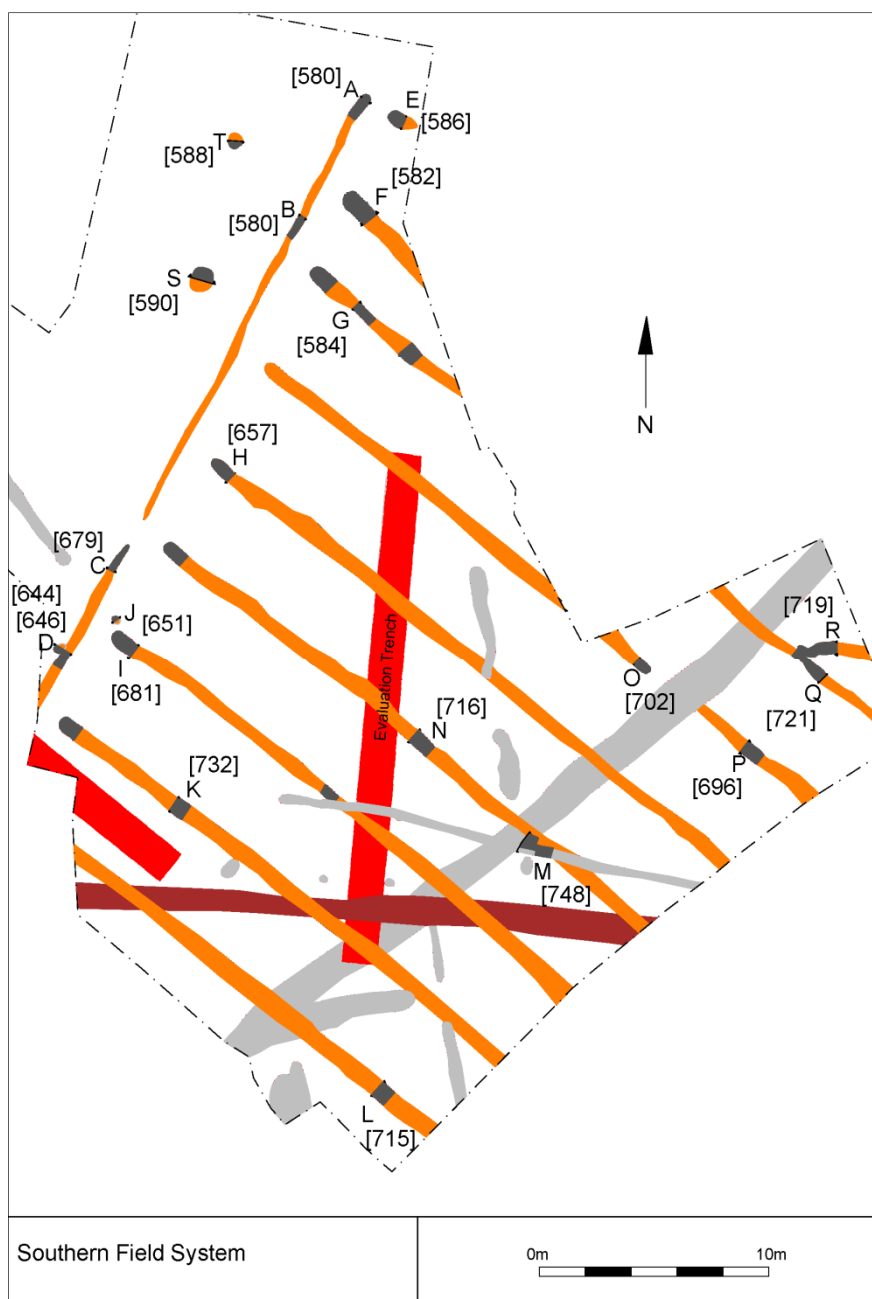 [580] A
E
[586]
T
[588]
[582]
F
B
[580]
S
[590]
G
[584]
N
[657]
H
[679]
C
[644]
[646]
D
J
[651]
I
[681]
Evaluation Trench
[719]
R
O
[702]
Q
[721]
[716]
N
P
[696]
[732]
K
M
[748]
L
[715]
Southern Field System
0m 10m